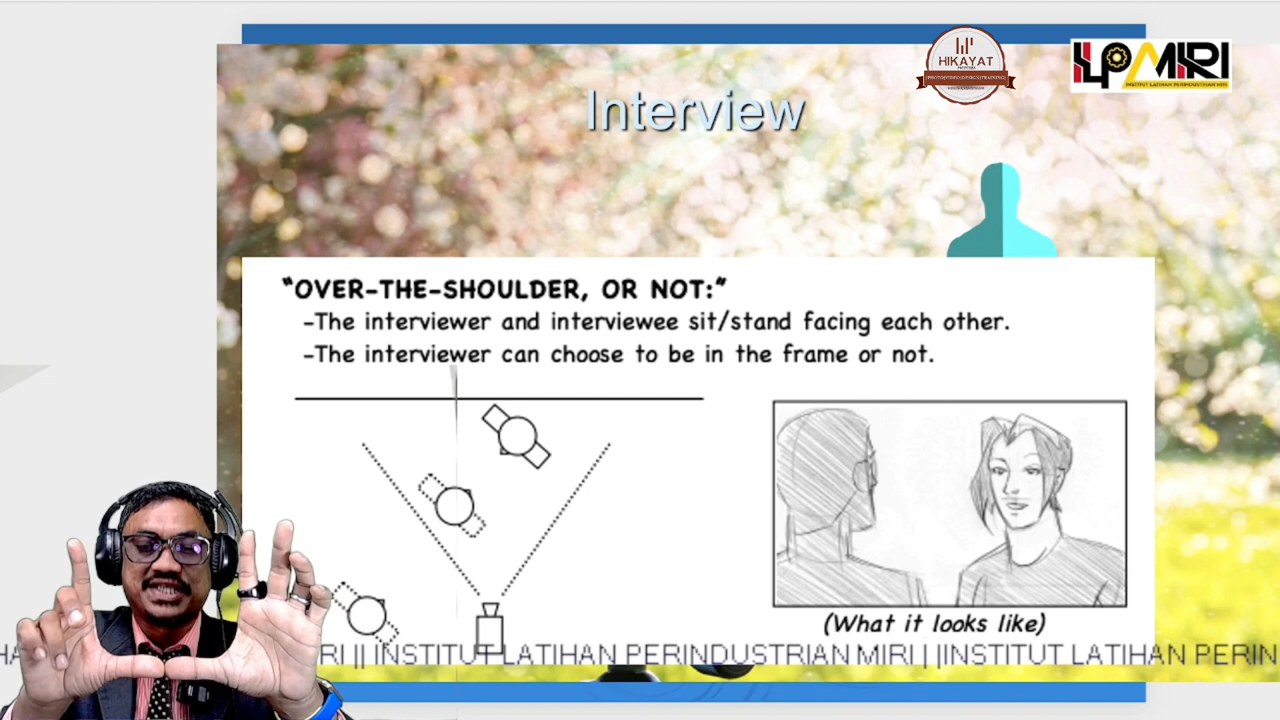 HIKAYAT
ILPMIRI
INSTITUT LATIHAN PERINDUSTRIAN MIRI
Interview
"OVER-THE-SHOULDER, OR NOT:"
-The interviewer and interviewee sit/stand facing each other.
-The interviewer can choose to be in the frame or not.
(What it looks like)
RI || INSTITUT LATIHAN PERINDUSTRIAN MIRI | |INSTITUT LATIHAN PERIN